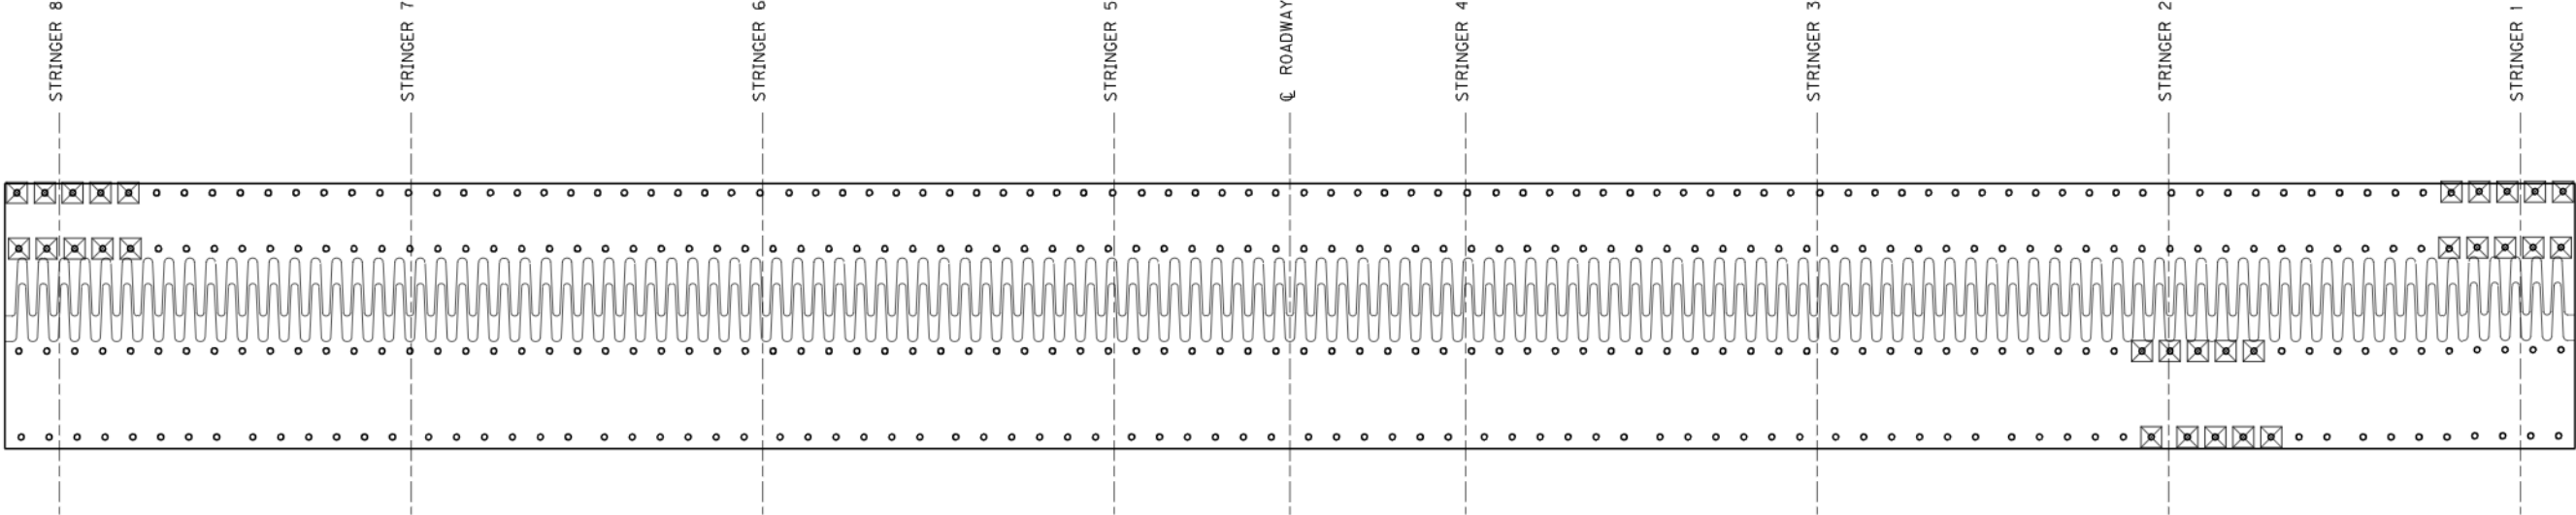 STRINGER 8
STRINGER 7
STRINGER 6
STRINGER 5
℄ ROADWAY
STRINGER 4
STRINGER 3
STRINGER 2
STRINGER 1